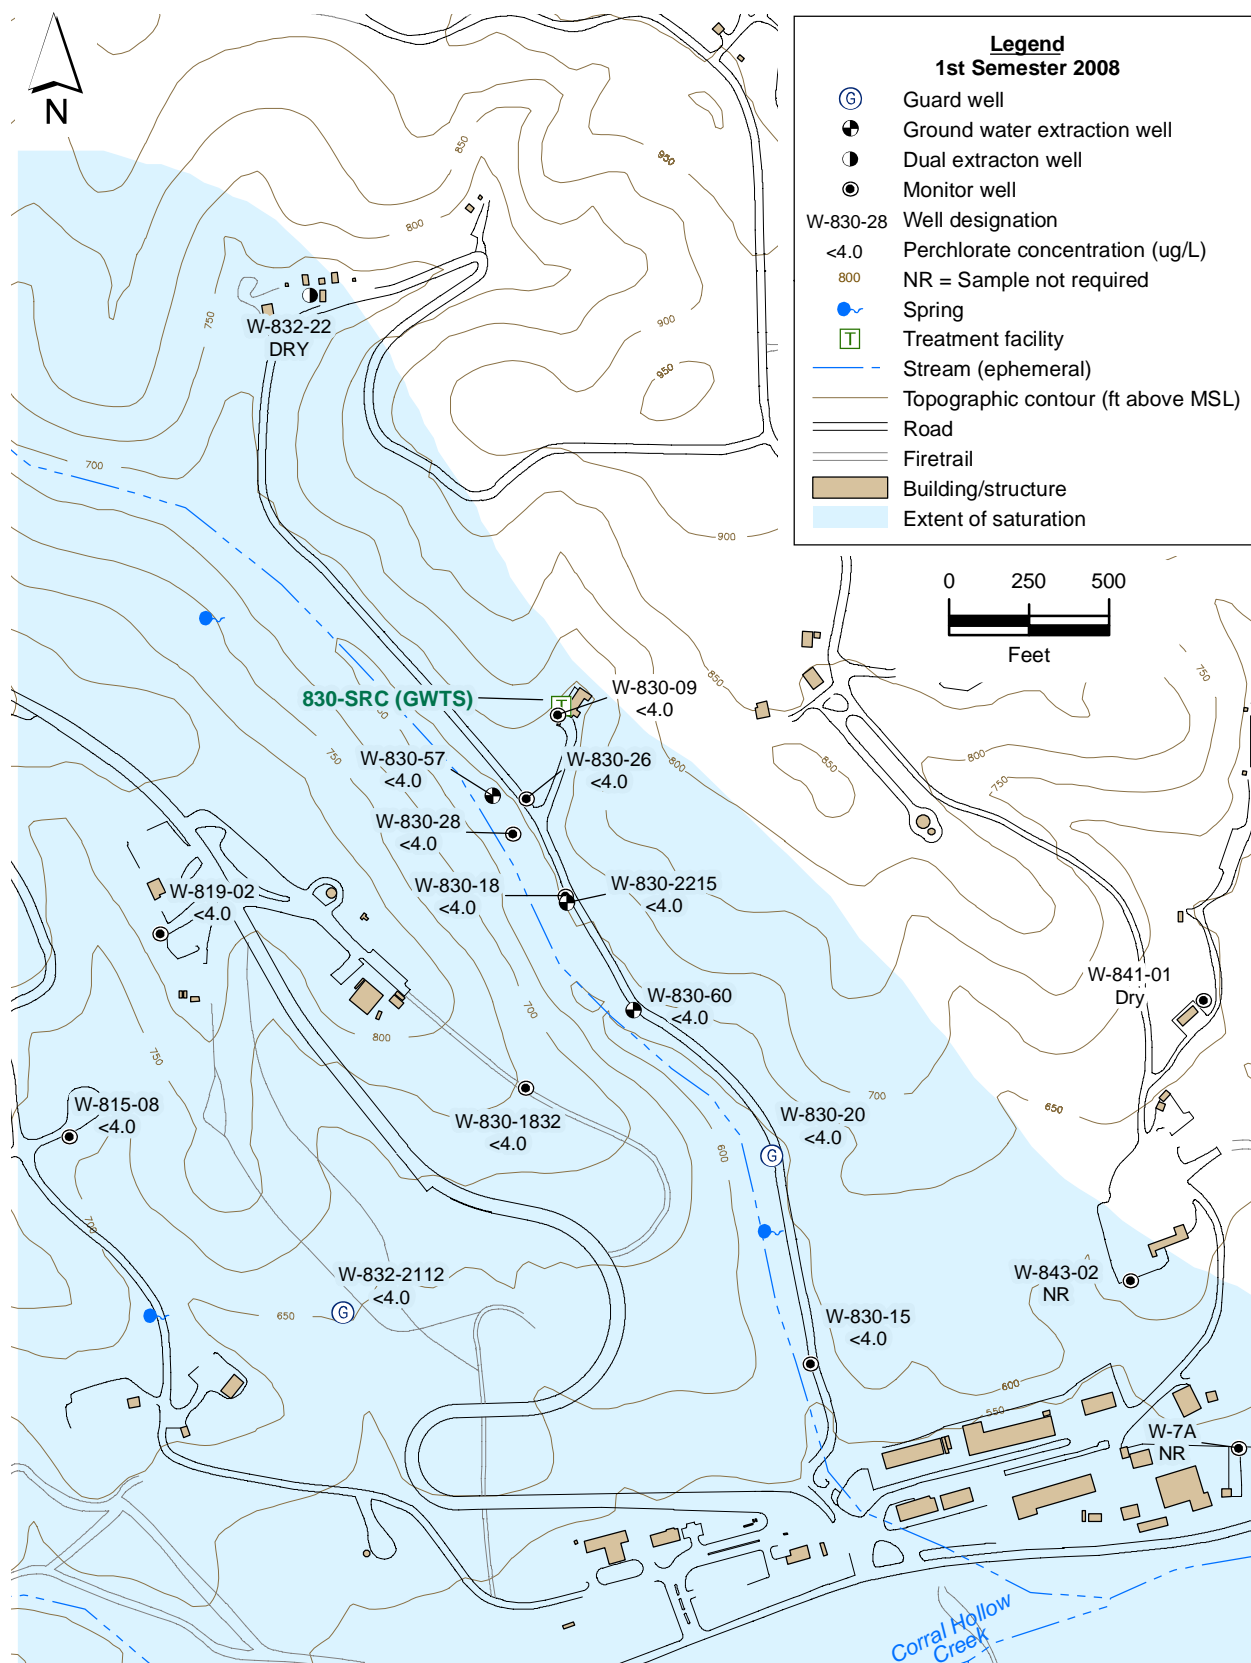 Legend
1st Semester 2008
G
Guard well
Ground water extraction well
Dual extracton well
Monitor well
W-830-28 Well designation
<4.0 Perchlorate concentration (ug/L)
800 NR = Sample not required
Spring
T Treatment facility
Stream (ephemeral)
Topographic contour (ft above MSL)
Road
Firetrail
Building/structure
Extent of saturation
N
0 250 500
Feet
850
950
800
750
900
950
700
900
W-832-22
DRY
830-SRC (GWTS)
T
W-830-09
<4.0
850
750
800
800
850
750
750
W-830-57
<4.0
W-830-26
<4.0
W-830-28
<4.0
W-830-18
<4.0
W-830-2215
<4.0
W-819-02
<4.0
W-841-01
Dry
W-830-60
<4.0
700
800
750
700
650
W-815-08
<4.0
W-830-1832
<4.0
W-830-20
<4.0
G
600
700
W-832-2112
<4.0
G
650
W-843-02
NR
W-830-15
<4.0
600
550
W-7A
NR
Corral Hollow
Creek